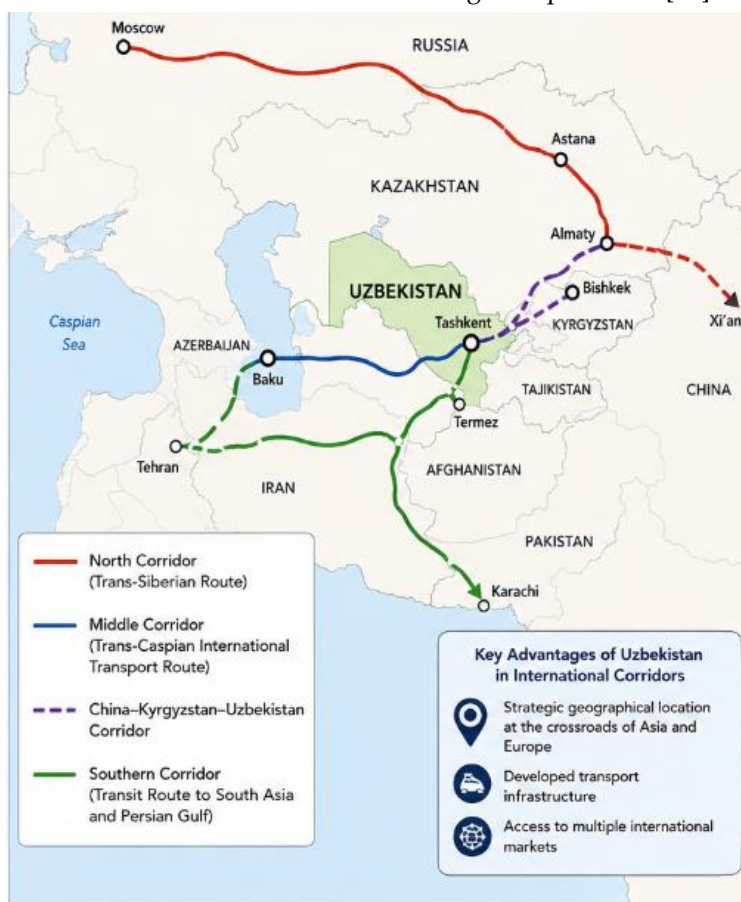 Moscow
RUSSIA
Astana
KAZAKHSTAN
Almaty
UZBEKISTAN
Bishkek
Tashkent
KYRGYZSTAN
Xi'an
Caspian
Sea
AZERBAIJAN
Baku
TAJIKISTAN
CHINA
Termez
Tehran
AFGHANISTAN
IRAN
PAKISTAN
Karachi
North Corridor
(Trans-Siberian Route)
Middle Corridor
(Trans-Caspian International
Transport Route)
China–Kyrgyzstan–Uzbekistan
Corridor
Southern Corridor
(Transit Route to South Asia
and Persian Gulf)
Key Advantages of Uzbekistan
in International Corridors
Strategic geographical location
at the crossroads of Asia and
Europe
Developed transport
infrastructure
Access to multiple international
markets